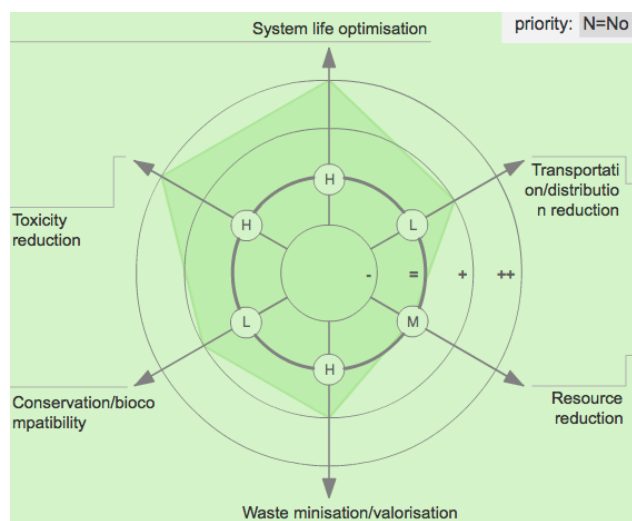 System life optimisation
priority: N=No
Transportati
on/distributio
n reduction
Toxicity
reduction
H
H
L
- = + ++
L
M
H
Conservation/bioco
mpatibility
Resource
reduction
Waste minisation/valorisation